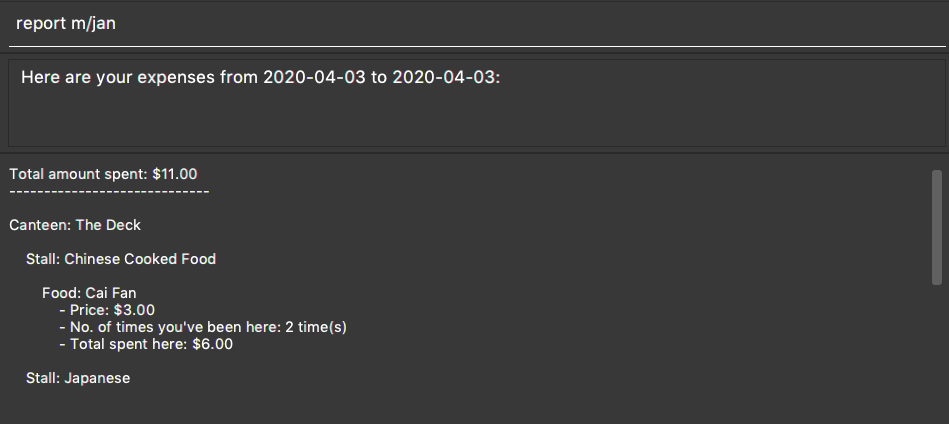 report m/jan
Here are your expenses from 2020-04-03 to 2020-04-03:
Total amount spent: $11.00
-----------------------------
Canteen: The Deck
Stall: Chinese Cooked Food
Food: Cai Fan
- Price: $3.00
- No. of times you've been here: 2 time(s)
- Total spent here: $6.00
Stall: Japanese